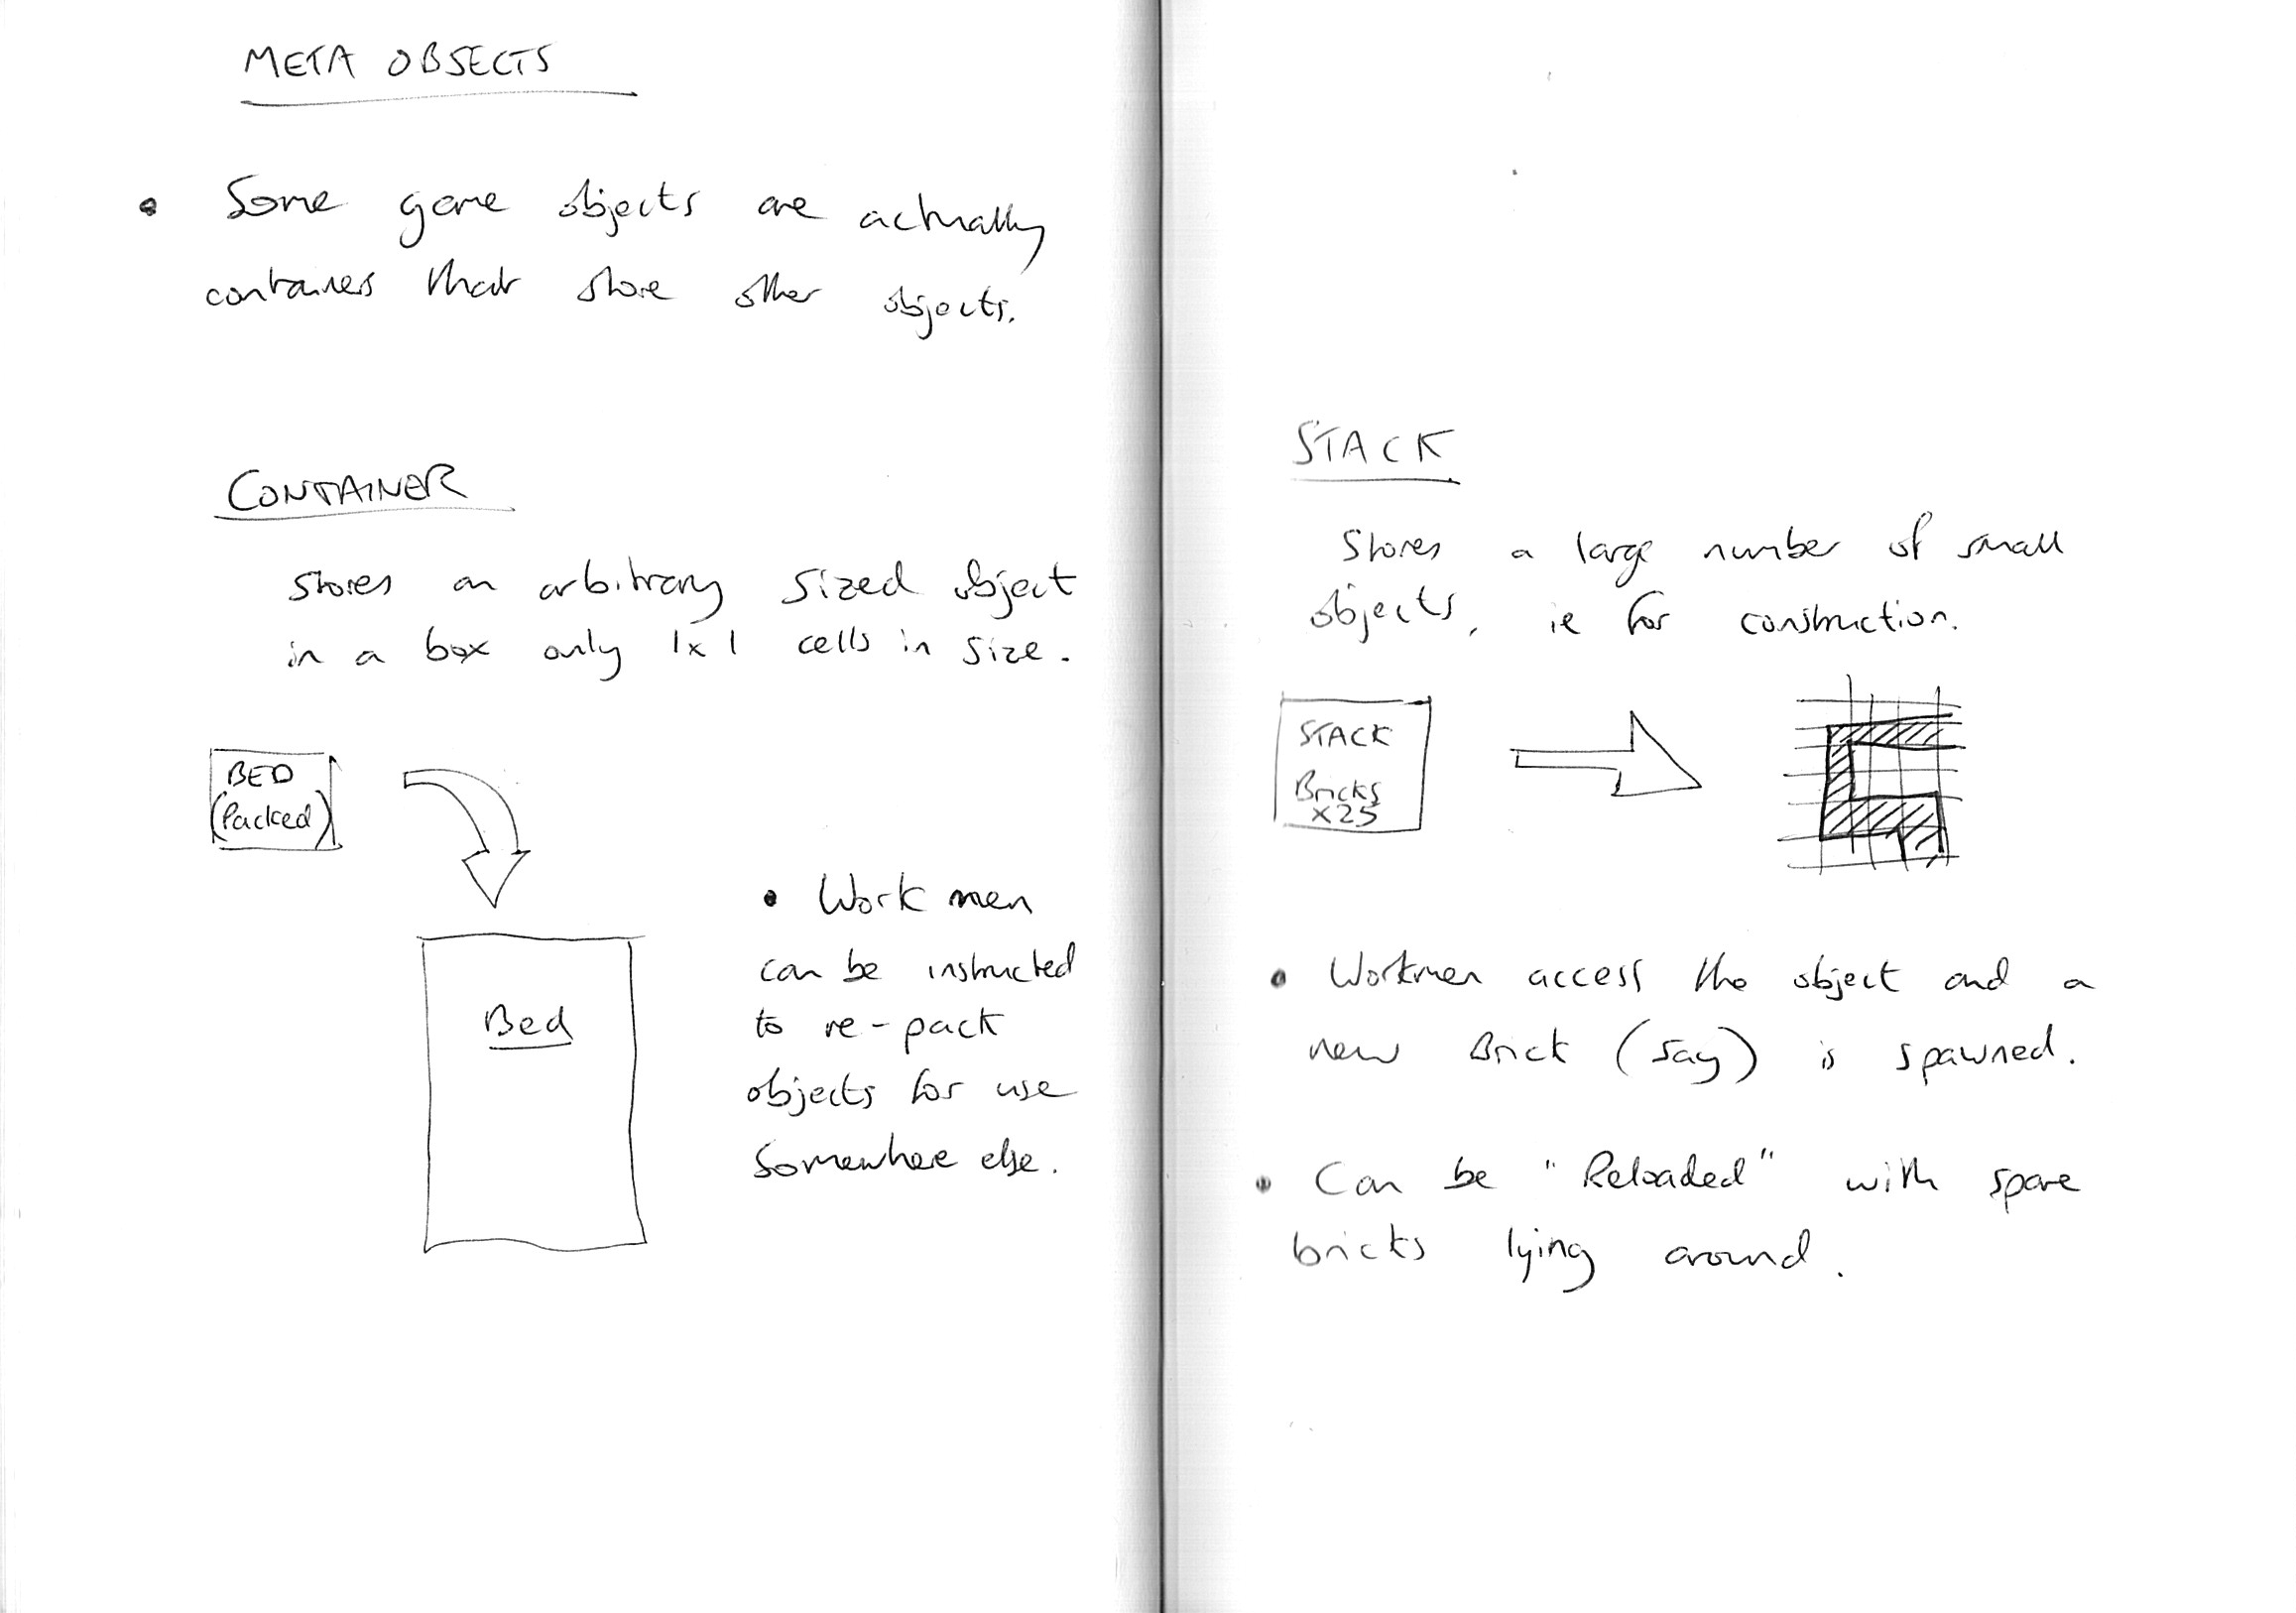 META OBJECTS
• Some game objects are actually
containers that store other objects.
CONTAINER
Stores an arbitrary sized object
in a box only 1x1 cells in size.
BED
(Packed)
Bed
• Work men
can be instructed
to re-pack
objects for use
somewhere else.
STACK
Stores a large number of small
objects, ie for construction.
STACK
Bricks
x25
• Workmen access the object and a
new Brick (say) is spawned.
• Can be "Reloaded" with spare
bricks lying around.